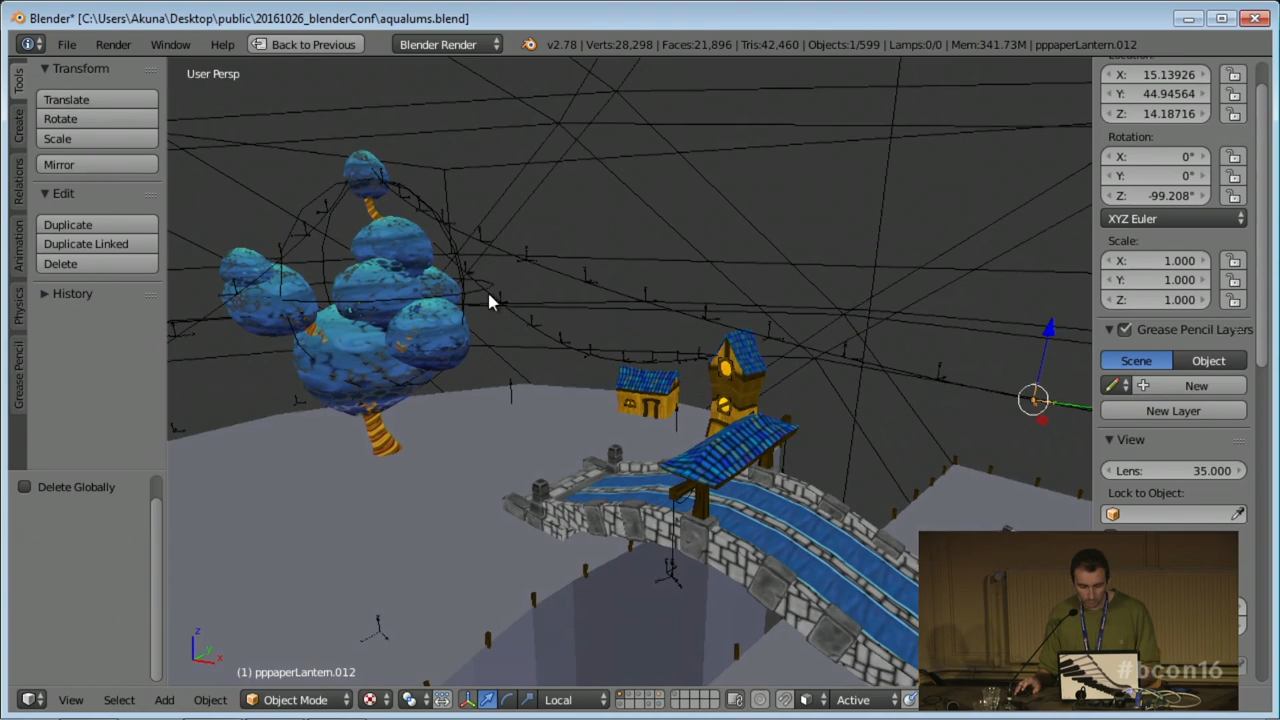 Blender* [C:\Users\Akuna\Desktop\public\20161026_blenderConf\aqualums.blend]
File Render Window Help Back to Previous Blender Render v2.78 | Verts:28,298 | Faces:21,896 | Tris:42,460 | Objects:1/599 | Lamps:0/0 | Mem:341.73M | pppaperLantern.012
Tools
Create
Relations
Animation
Physics
Grease Pencil
Transform
Translate
Rotate
Scale
Mirror
Edit
Duplicate
Duplicate Linked
Delete
History
Delete Globally
User Persp
z
y
x
(1) pppaperLantern.012
Location:
X: 15.13926
Y: 44.94564
Z: 14.18716
Rotation:
X: 0°
Y: 0°
Z: -99.208°
XYZ Euler
Scale:
X: 1.000
Y: 1.000
Z: 1.000
Grease Pencil Layers
Scene Object
New
New Layer
View
Lens: 35.000
Lock to Object:
#bcon16
View Select Add Object Object Mode Local Active